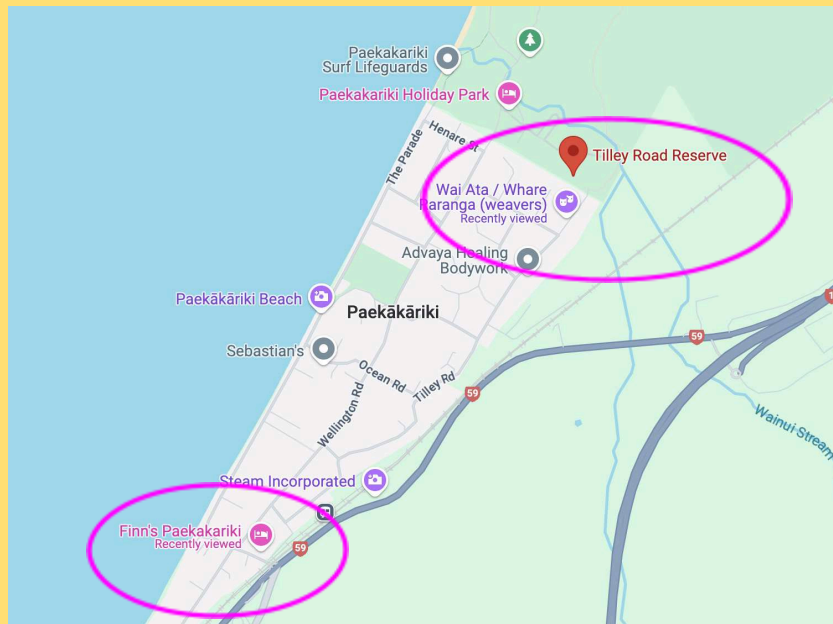 Paekakariki
Surf Lifeguards
Paekakariki Holiday Park
Henare St
The Parade
Tilley Road Reserve
Wai Ata / Whare
Raranga (weavers)
Recently viewed
Advaya Healing
Bodywork
Paekākāriki Beach
Paekākāriki
59
1
Sebastian's
Ocean Rd
Tilley Rd
59
Wellington Rd
Wainui Stream
Steam Incorporated
Finn's Paekakariki
Recently viewed
59